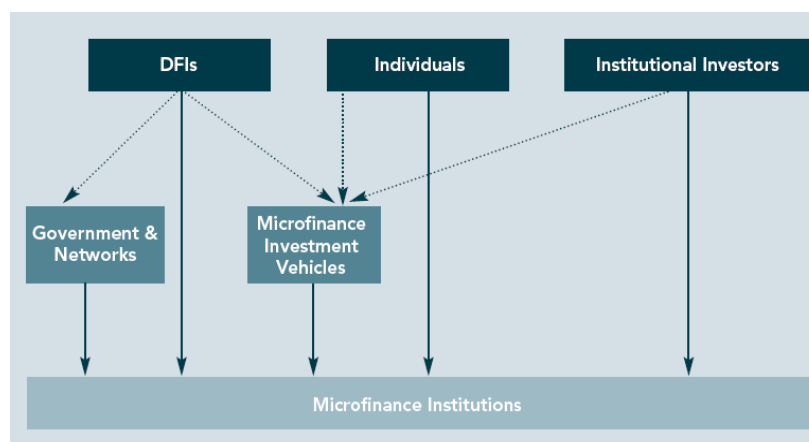 DFIs
Individuals
Institutional Investors
Government &
Networks
Microfinance
Investment
Vehicles
Microfinance Institutions